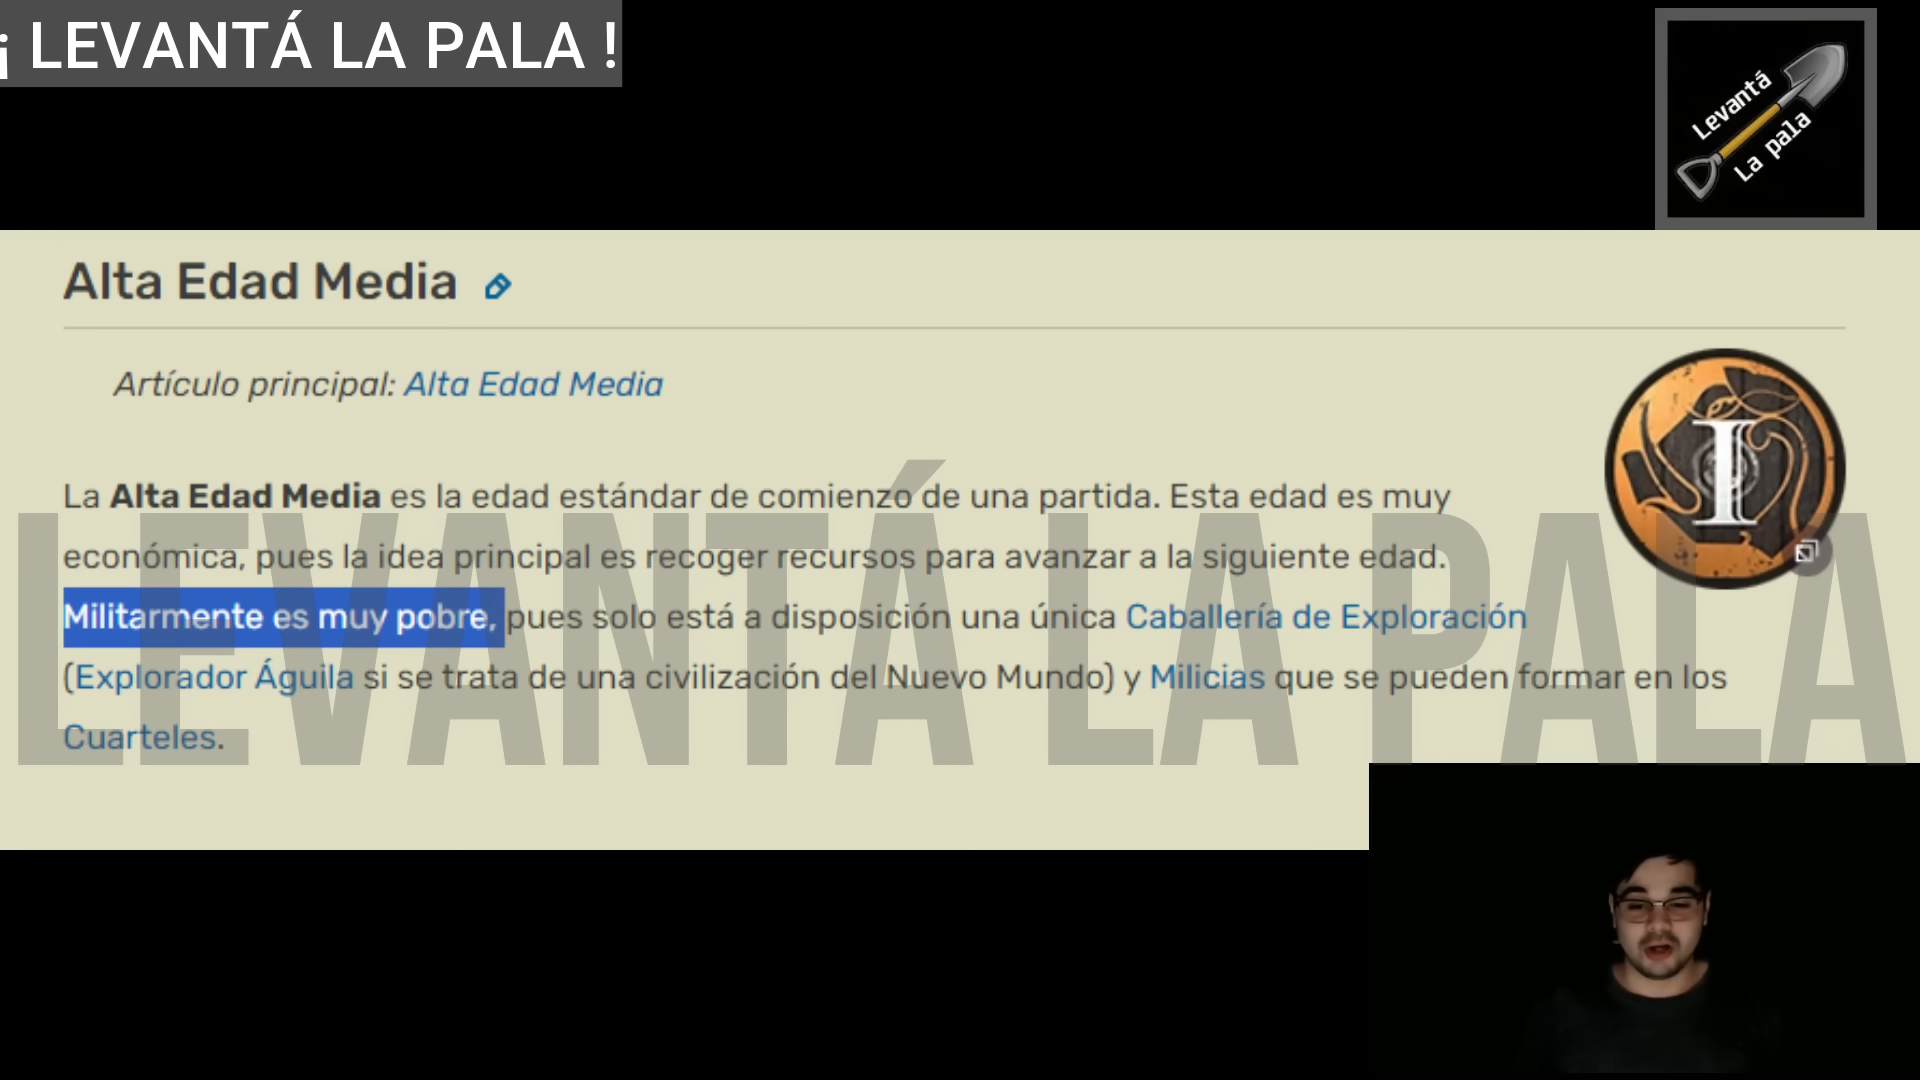 ¡ LEVANTÁ LA PALA !
Levantá
La pala
Alta Edad Media
Artículo principal: Alta Edad Media
I
La Alta Edad Media es la edad estándar de comienzo de una partida. Esta edad es muy
económica, pues la idea principal es recoger recursos para avanzar a la siguiente edad.
Militarmente es muy pobre, pues solo está a disposición una única Caballería de Exploración
(Explorador Águila si se trata de una civilización del Nuevo Mundo) y Milicias que se pueden formar en los
Cuarteles.
LEVANTÁ LA PALA